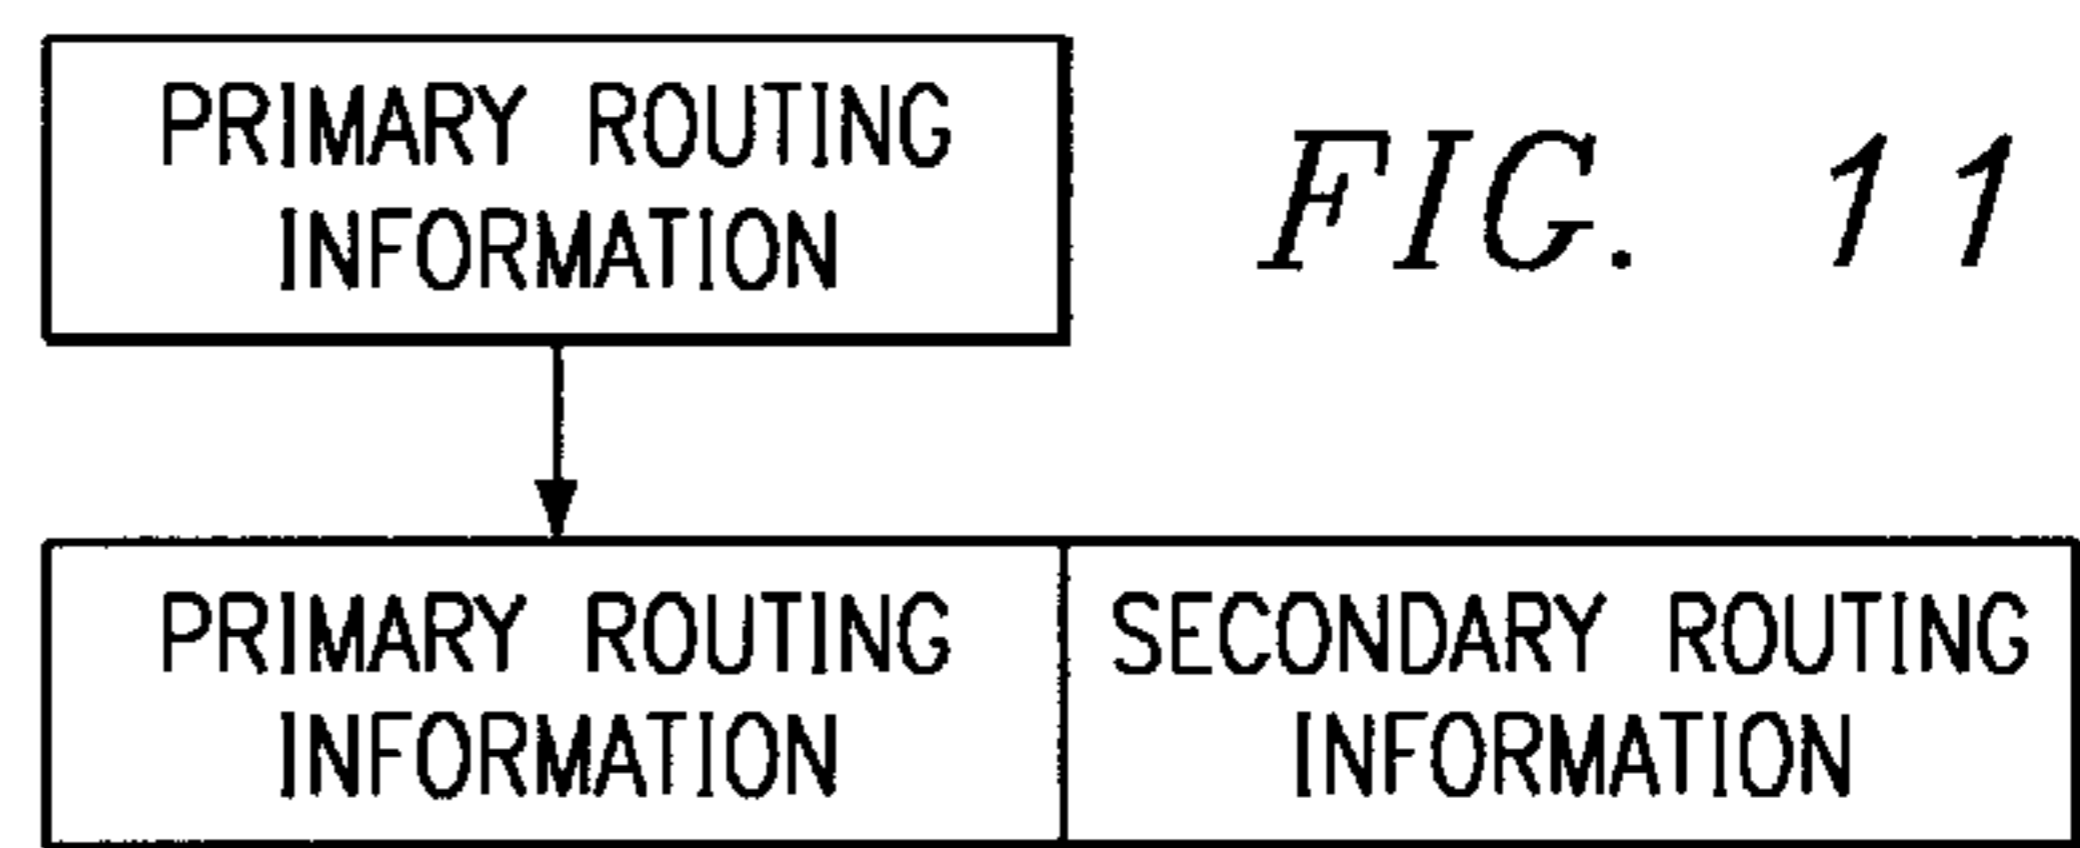 PRIMARY ROUTING
INFORMATION
FIG. 11
PRIMARY ROUTING
INFORMATION
SECONDARY ROUTING
INFORMATION